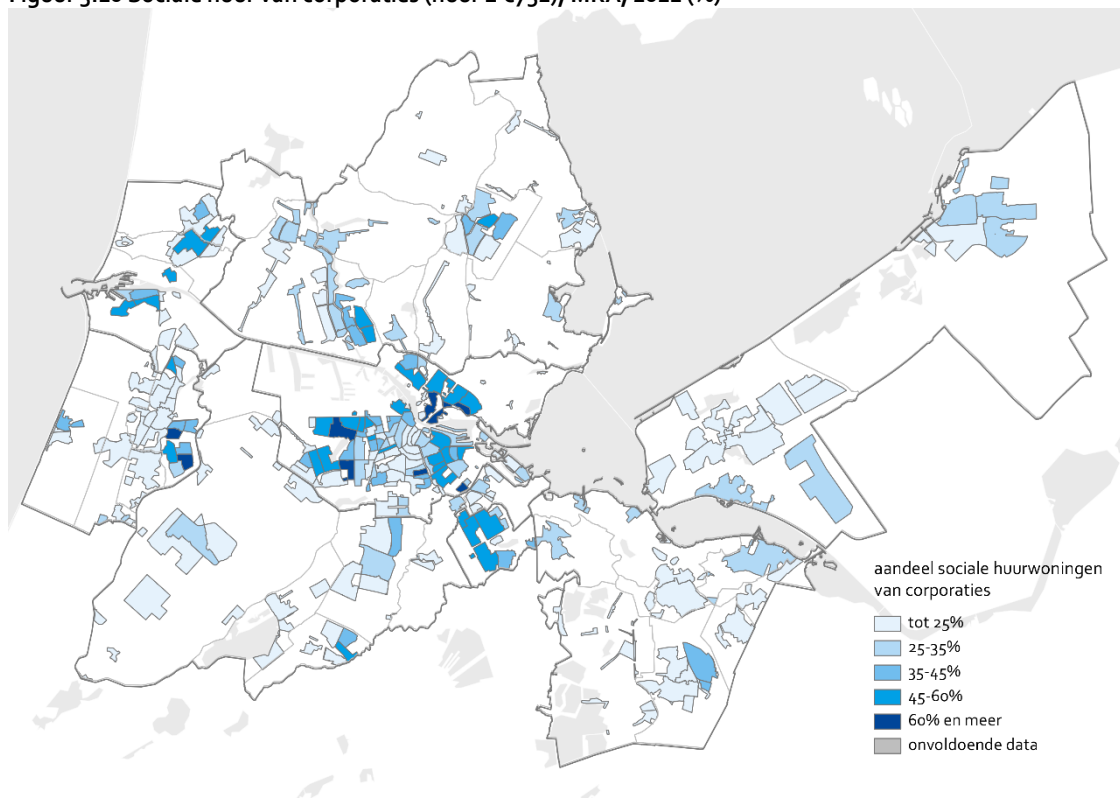 aandeel sociale huurwoningen
van corporaties
tot 25%
25-35%
35-45%
45-60%
60% en meer
onvoldoende data